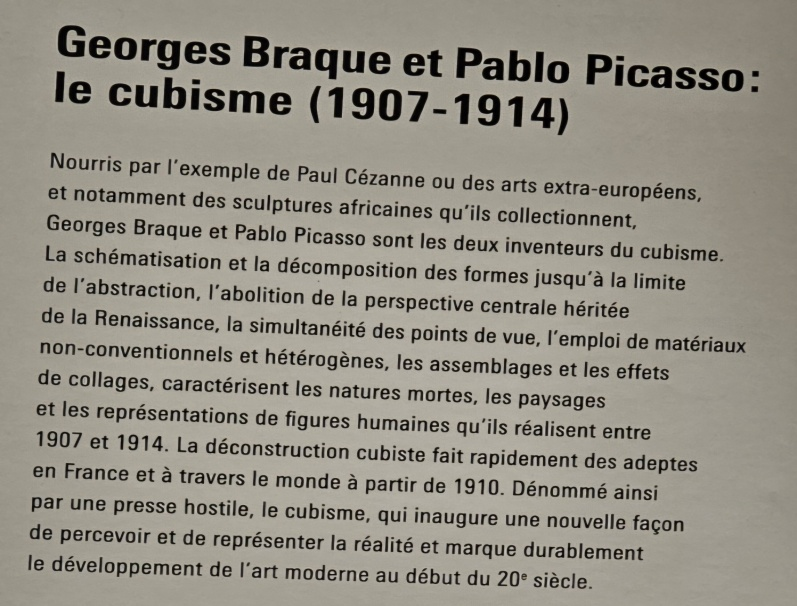 Georges Braque et Pablo Picasso :
le cubisme (1907-1914)
Nourris par l'exemple de Paul Cézanne ou des arts extra-européens,
et notamment des sculptures africaines qu'ils collectionnent,
Georges Braque et Pablo Picasso sont les deux inventeurs du cubisme.
La schématisation et la décomposition des formes jusqu'à la limite
de l'abstraction, l'abolition de la perspective centrale héritée
de la Renaissance, la simultanéité des points de vue, l'emploi de matériaux
non-conventionnels et hétérogènes, les assemblages et les effets
de collages, caractérisent les natures mortes, les paysages
et les représentations de figures humaines qu'ils réalisent entre
1907 et 1914. La déconstruction cubiste fait rapidement des adeptes
en France et à travers le monde à partir de 1910. Dénommé ainsi
par une presse hostile, le cubisme, qui inaugure une nouvelle façon
de percevoir et de représenter la réalité et marque durablement
le développement de l'art moderne au début du 20e siècle.